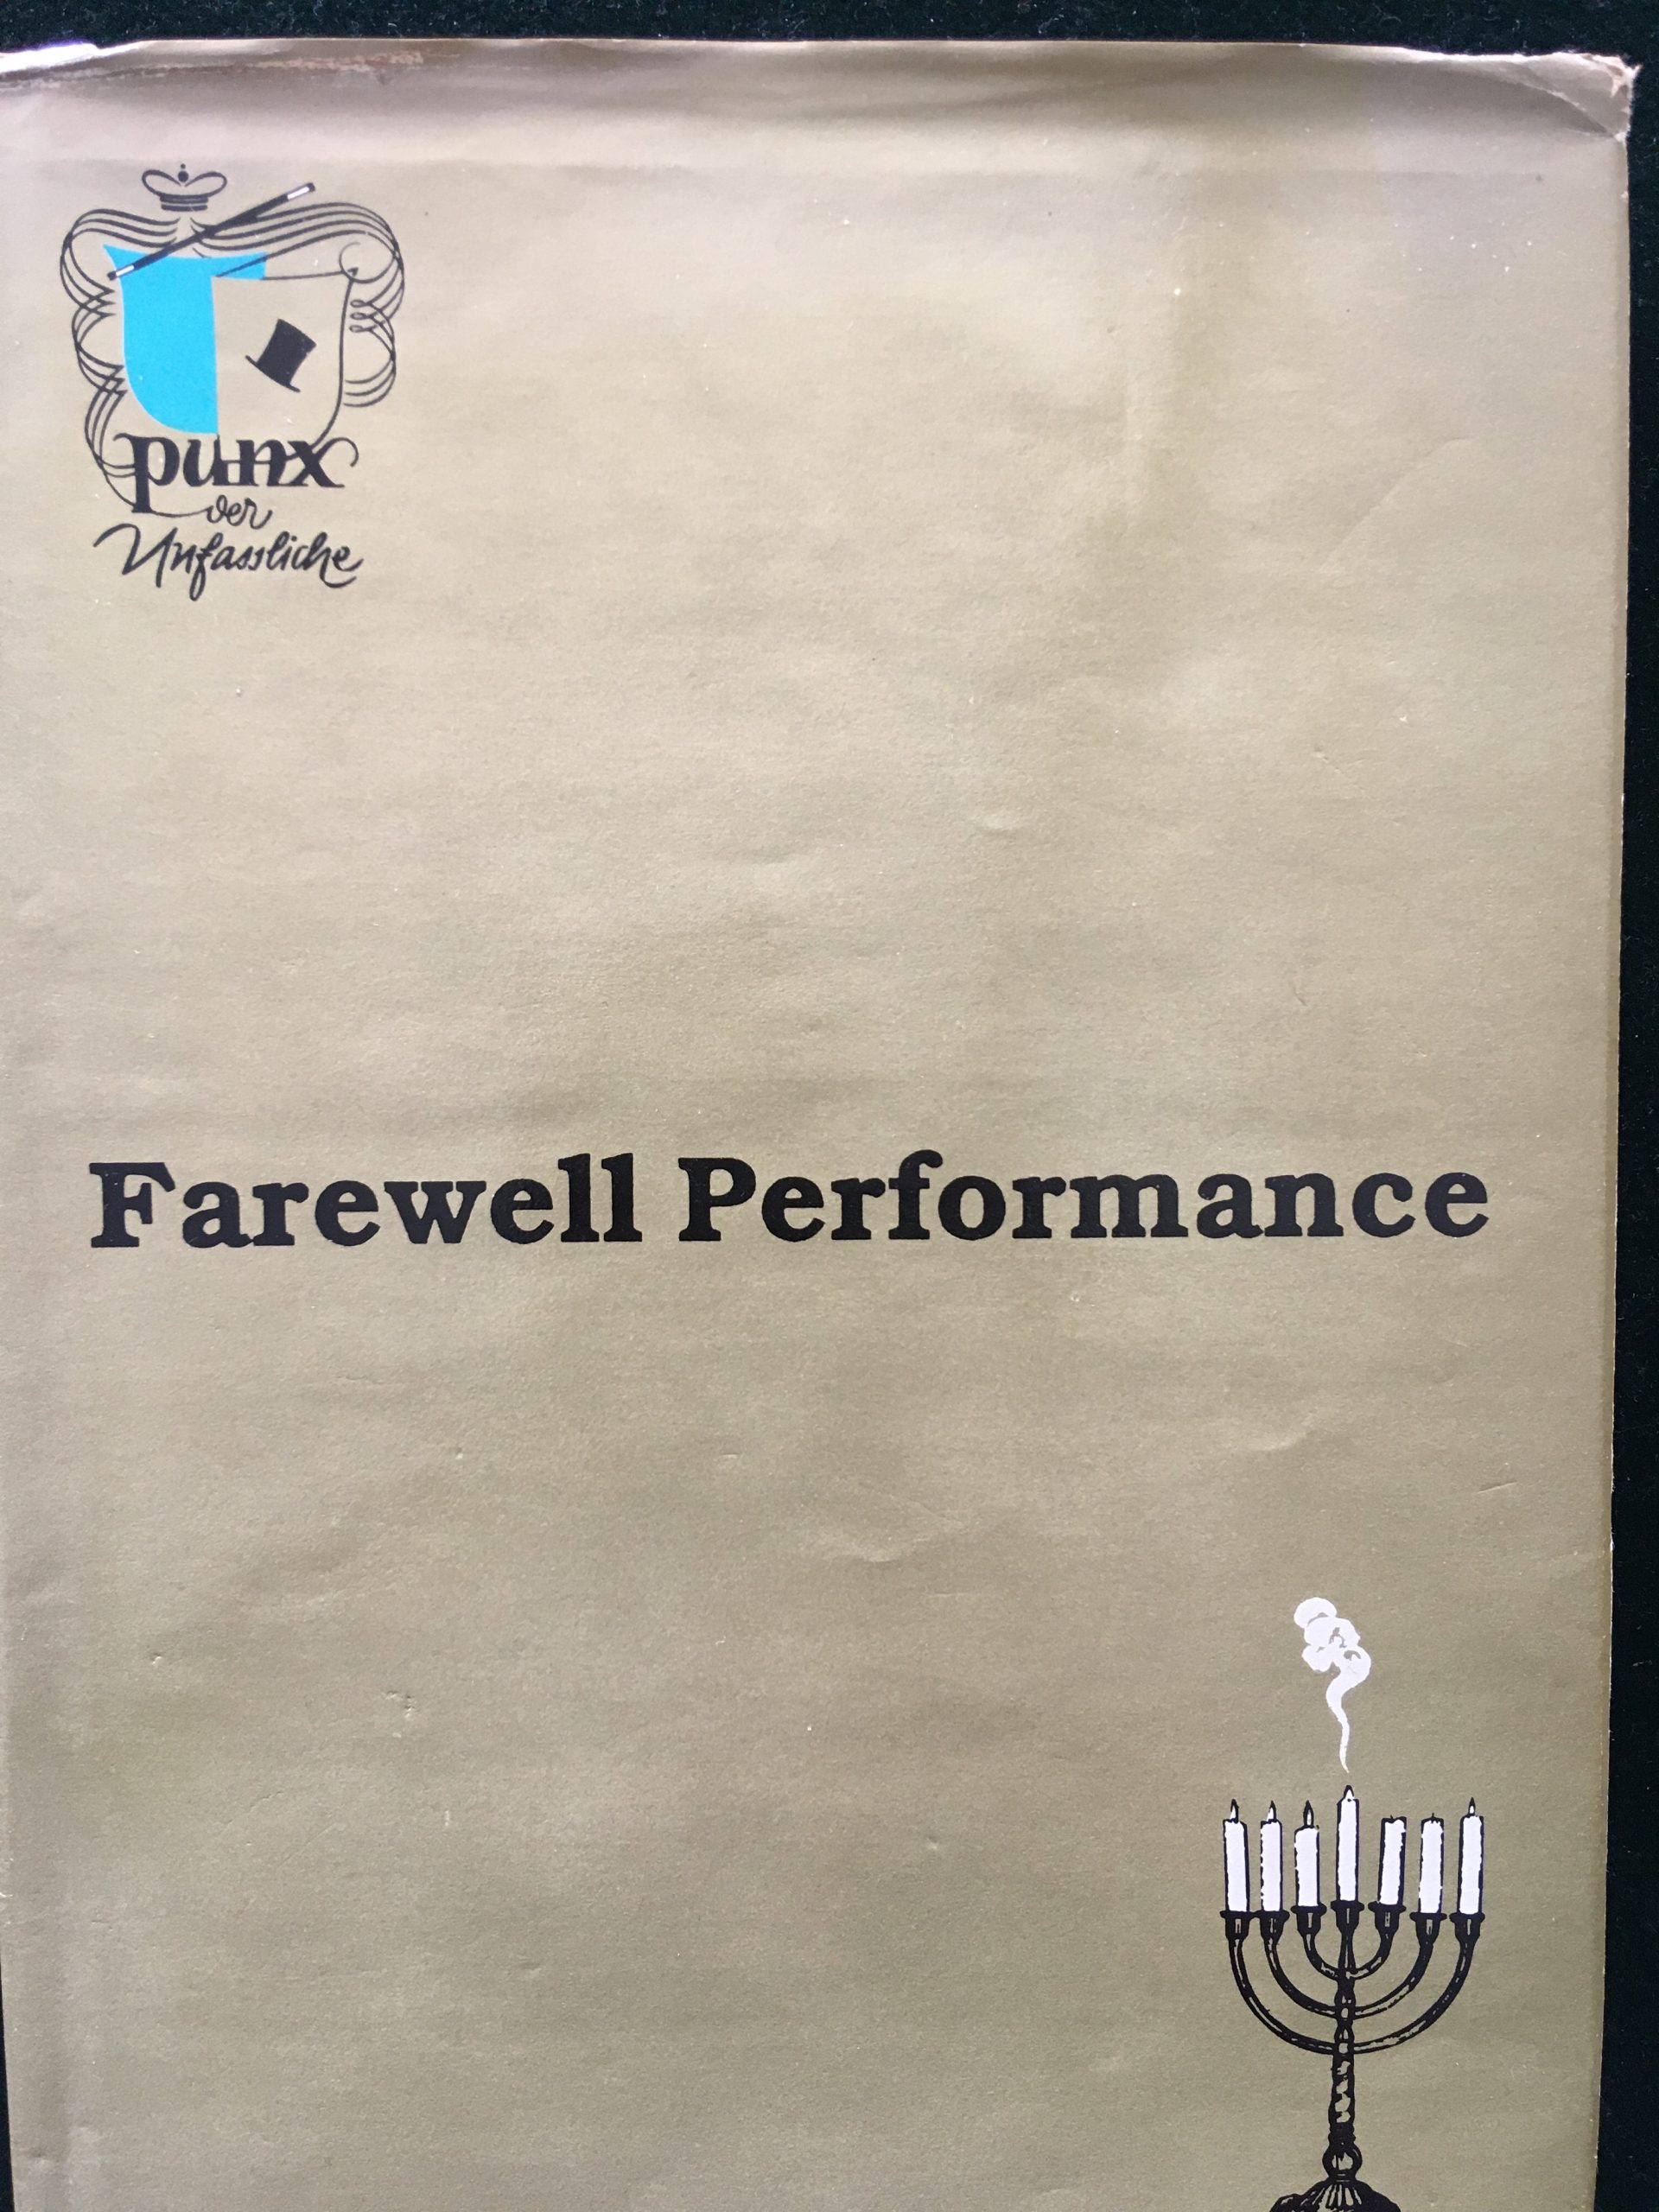 punx
der
Unfassliche
Farewell Performance